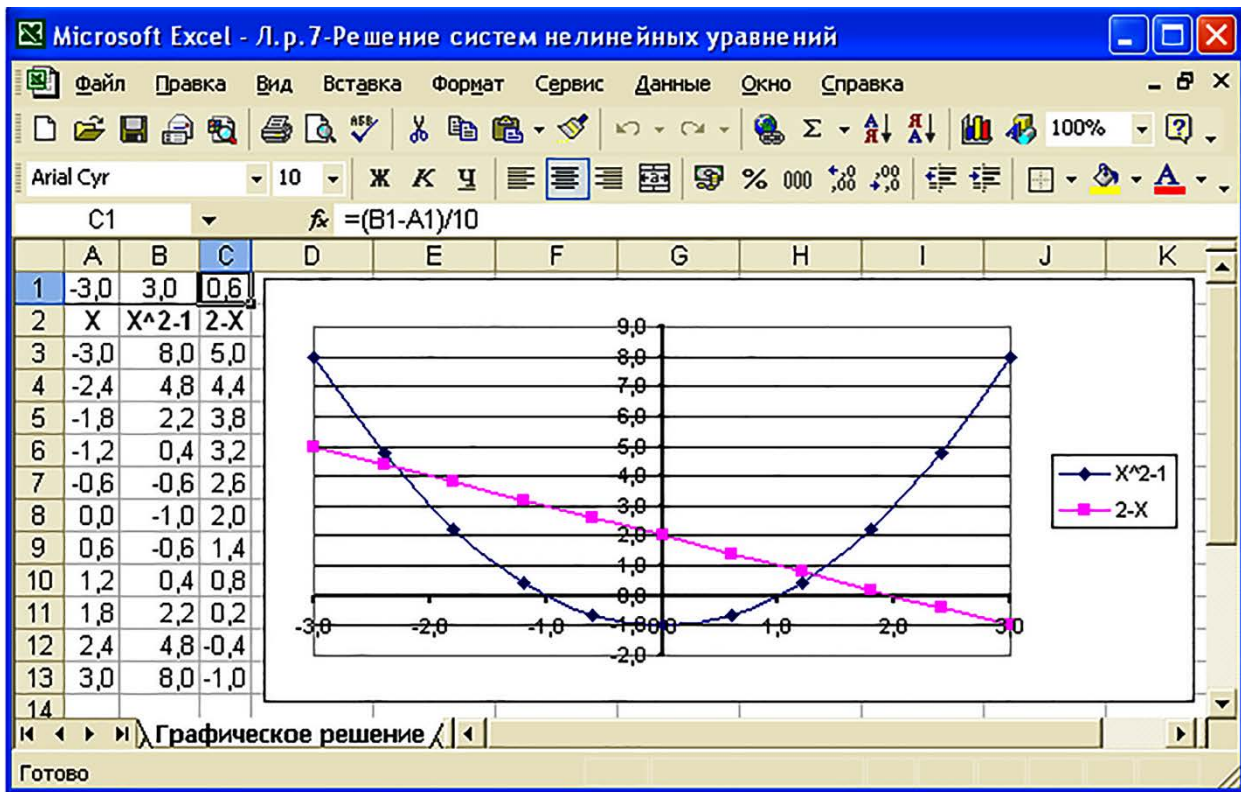 Microsoft Excel - Л.р.7-Решение систем нелинейных уравнений
Файл Правка Вид Вставка Формат Сервис Данные Окно Справка
100%
Arial Cyr 10 Ж К Ч % 000
C1 fx =(B1-A1)/10
A B C D E F G H I J K
1 -3,0 3,0 0,6
2 X X^2-1 2-X
3 -3,0 8,0 5,0
4 -2,4 4,8 4,4
5 -1,8 2,2 3,8
6 -1,2 0,4 3,2
7 -0,6 -0,6 2,6
8 0,0 -1,0 2,0
9 0,6 -0,6 1,4
10 1,2 0,4 0,8
11 1,8 2,2 0,2
12 2,4 4,8 -0,4
13 3,0 8,0 -1,0
14
9,0
8,0
7,0
6,0
5,0
4,0
3,0
2,0
1,0
0,0
-3,0 -2,0 -1,0 0,0 1,0 2,0 3,0
-1,0
-2,0
X^2-1
2-X
Графическое решение
Готово